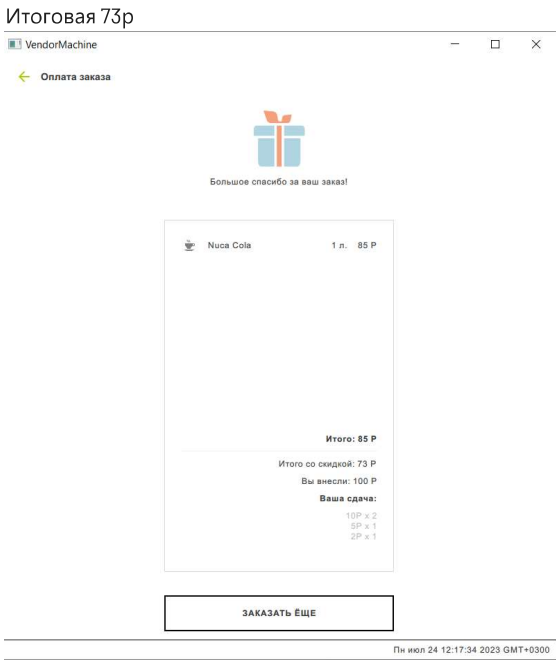 Итоговая 73р
VendorMachine
Оплата заказа
Большое спасибо за ваш заказ!
Nuca Cola 1 л. 85 Р
Итого: 85 Р
Итого со скидкой: 73 Р
Вы внесли: 100 Р
Ваша сдача:
10Р x 2
5Р x 1
2Р x 1
ЗАКАЗАТЬ ЁЩЕ
Пн июл 24 12:17:34 2023 GMT+0300